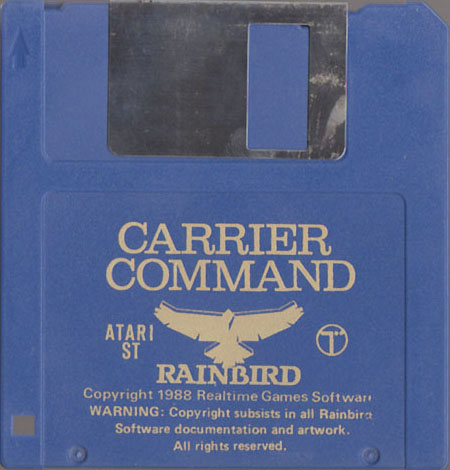 CARRIER
COMMAND
ATARI
ST
RAINBIRD
Copyright 1988 Realtime Games Softwar
WARNING: Copyright subsists in all Rainbird
Software documentation and artwork.
All rights reserved.